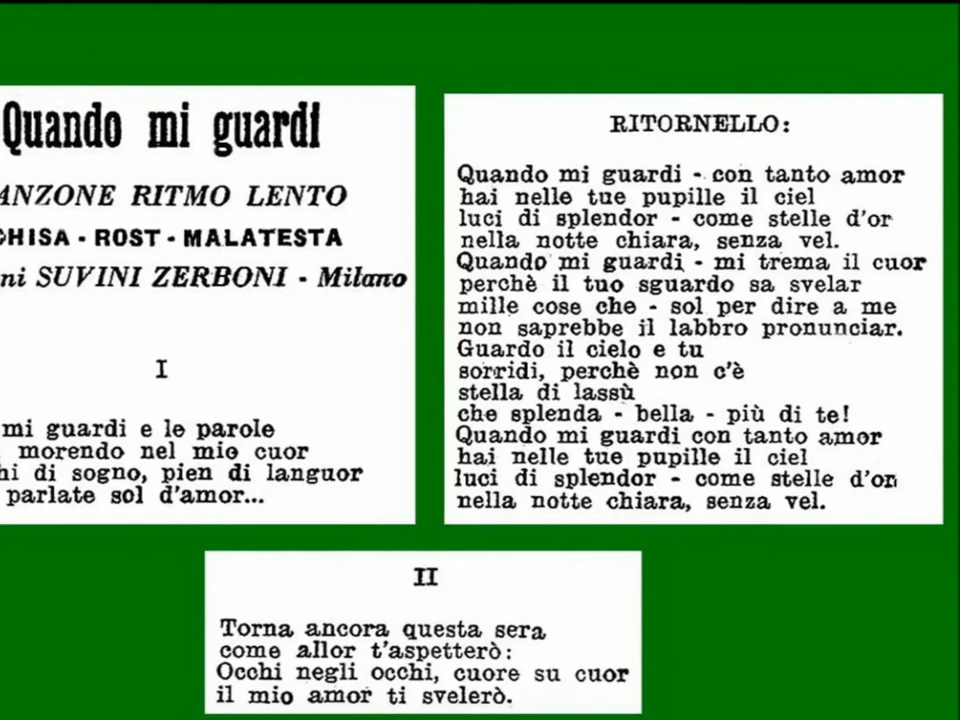 Quando mi guardi
ANZONE RITMO LENTO
HISA - ROST - MALATESTA
ni SUVINI ZERBONI - Milano
I
mi guardi e le parole
morendo nel mio cuor
hi di sogno, pien di languor
parlate sol d'amor...
RITORNELLO:
Quando mi guardi - con tanto amor
hai nelle tue pupille il ciel
luci di splendor - come stelle d'or
nella notte chiara, senza vel.
Quando mi guardi - mi trema il cuor
perchè il tuo sguardo sa svelar
mille cose che - sol per dire a me
non saprebbe il labbro pronunciar.
Guardo il cielo e tu
sorridi, perchè non c'è
stella di lassù
che splenda - bella - più di te!
Quando mi guardi con tanto amor
hai nelle tue pupille il ciel
luci di splendor - come stelle d'or
nella notte chiara, senza vel.
II
Torna ancora questa sera
come allor t'aspetterò:
Occhi negli occhi, cuore su cuor
il mio amor ti svelerò.